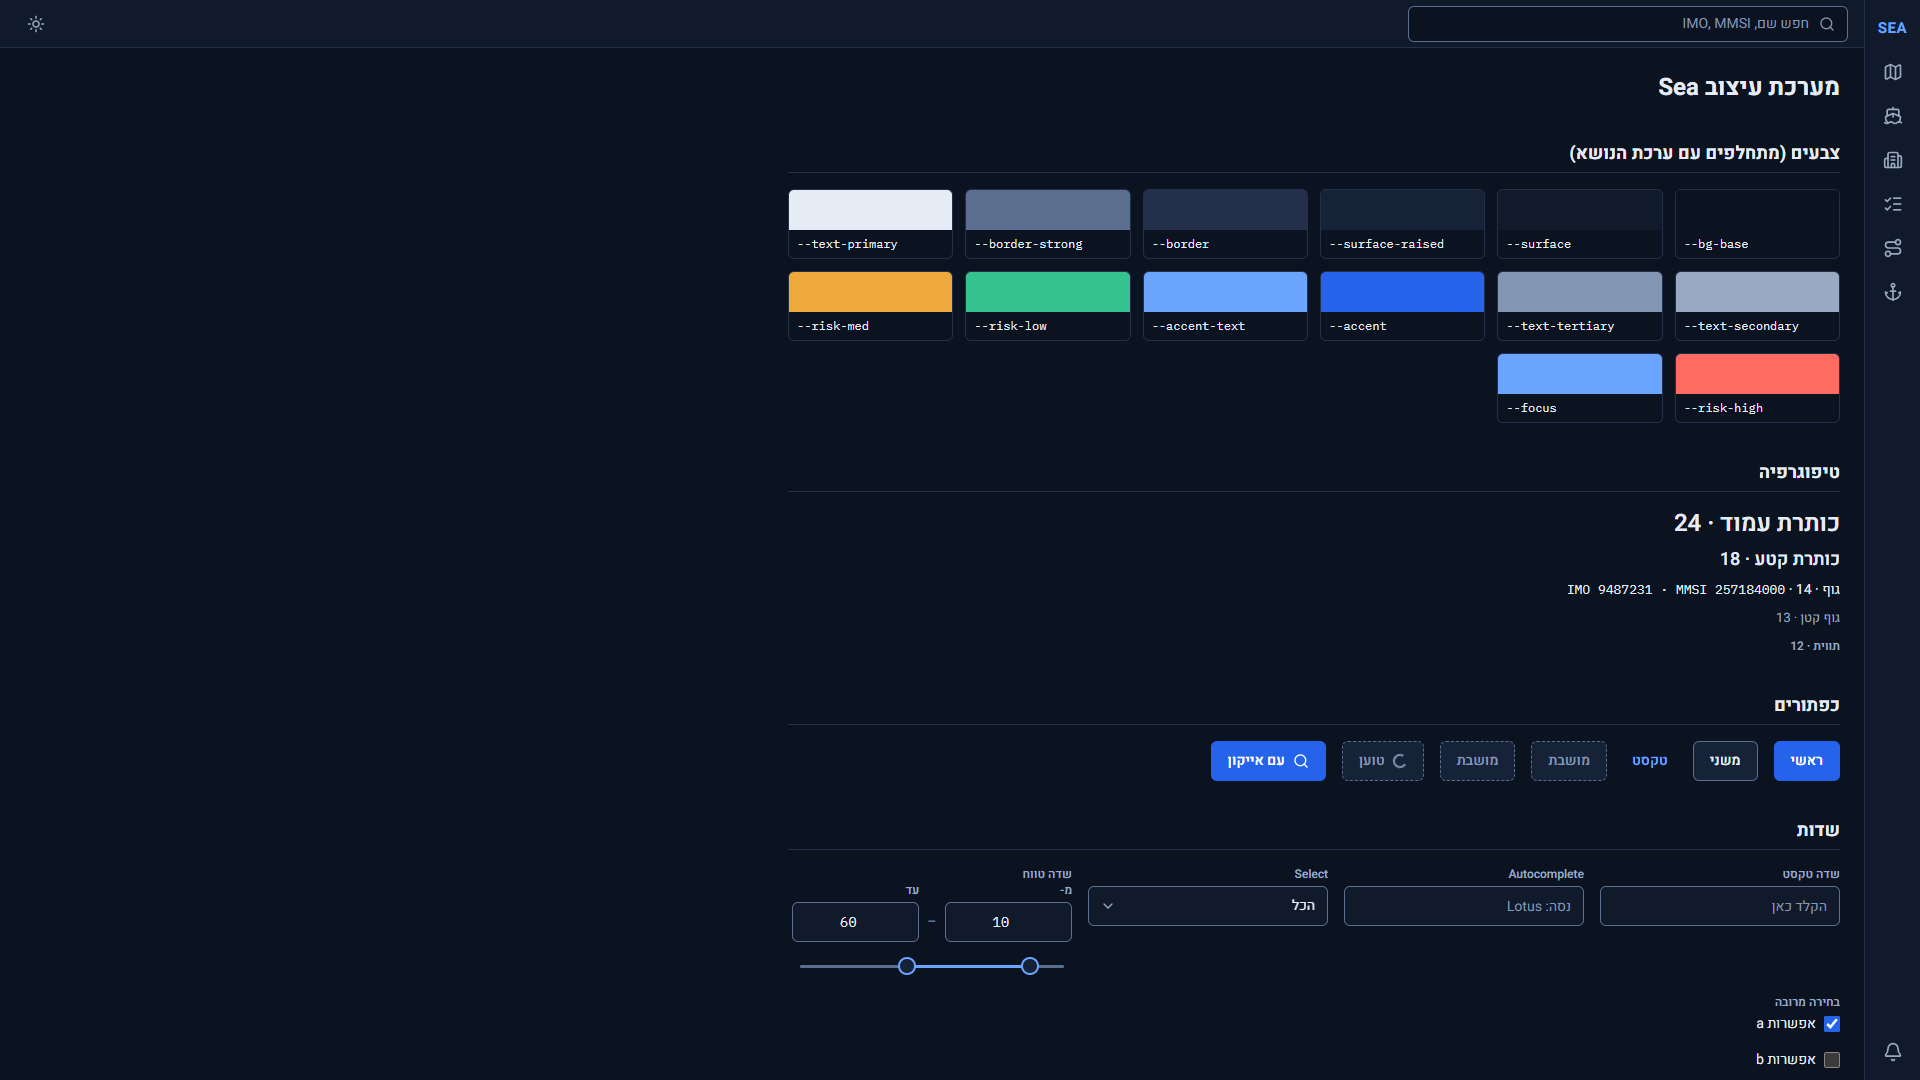 SEA
חפש שם, IMO, MMSI
מערכת עיצוב Sea
צבעים (מתחלפים עם ערכת הנושא)
--bg-base
--surface
--surface-raised
--border
--border-strong
--text-primary
--text-secondary
--text-tertiary
--accent
--accent-text
--risk-low
--risk-med
--risk-high
--focus
טיפוגרפיה
כותרת עמוד · 24
כותרת קטע · 18
גוף · 14 · IMO 9487231 · MMSI 257184000
גוף קטן · 13
תווית · 12
כפתורים
ראשי
משני
טקסט
מושבת
מושבת
טוען
עם אייקון
שדות
שדה טקסט
הקלד כאן
Autocomplete
נסה: Lotus
Select
הכל
שדה טווח
מ-
10
–
עד
60
בחירה מרובה
אפשרות a
אפשרות b